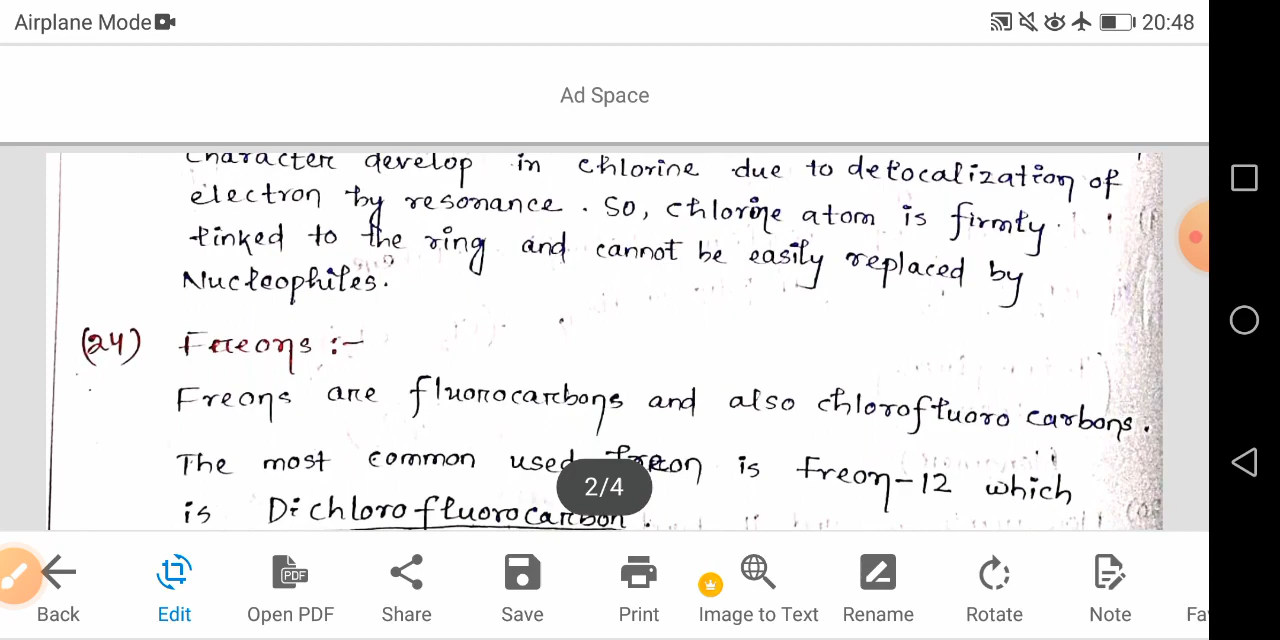 Airplane Mode
20:48
Ad Space
character develop in chlorine due to delocalization of
electron by resonance. So, chlorine atom is firmly
linked to the ring and cannot be easily replaced by
Nucleophiles.
(24) Freons :-
Freons are fluorocarbons and also chlorofluoro carbons.
The most common used freon is Freon-12 which
2/4
is Dichlorofluorocarbon.
Back Edit Open PDF Share Save Print Image to Text Rename Rotate Note Fa